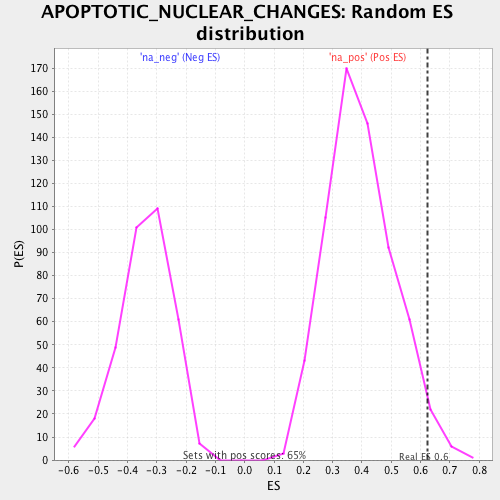 APOPTOTIC_NUCLEAR_CHANGES: Random ES
distribution
'na_neg' (Neg ES)
'na_pos' (Pos ES)
170
160
150
140
130
120
110
100
90
80
70
60
50
40
30
20
10
0
P(ES)
Sets with pos scores: 65%
Real ES 0.6
-0.6 -0.5 -0.4 -0.3 -0.2 -0.1 0.0 0.1 0.2 0.3 0.4 0.5 0.6 0.7 0.8
ES